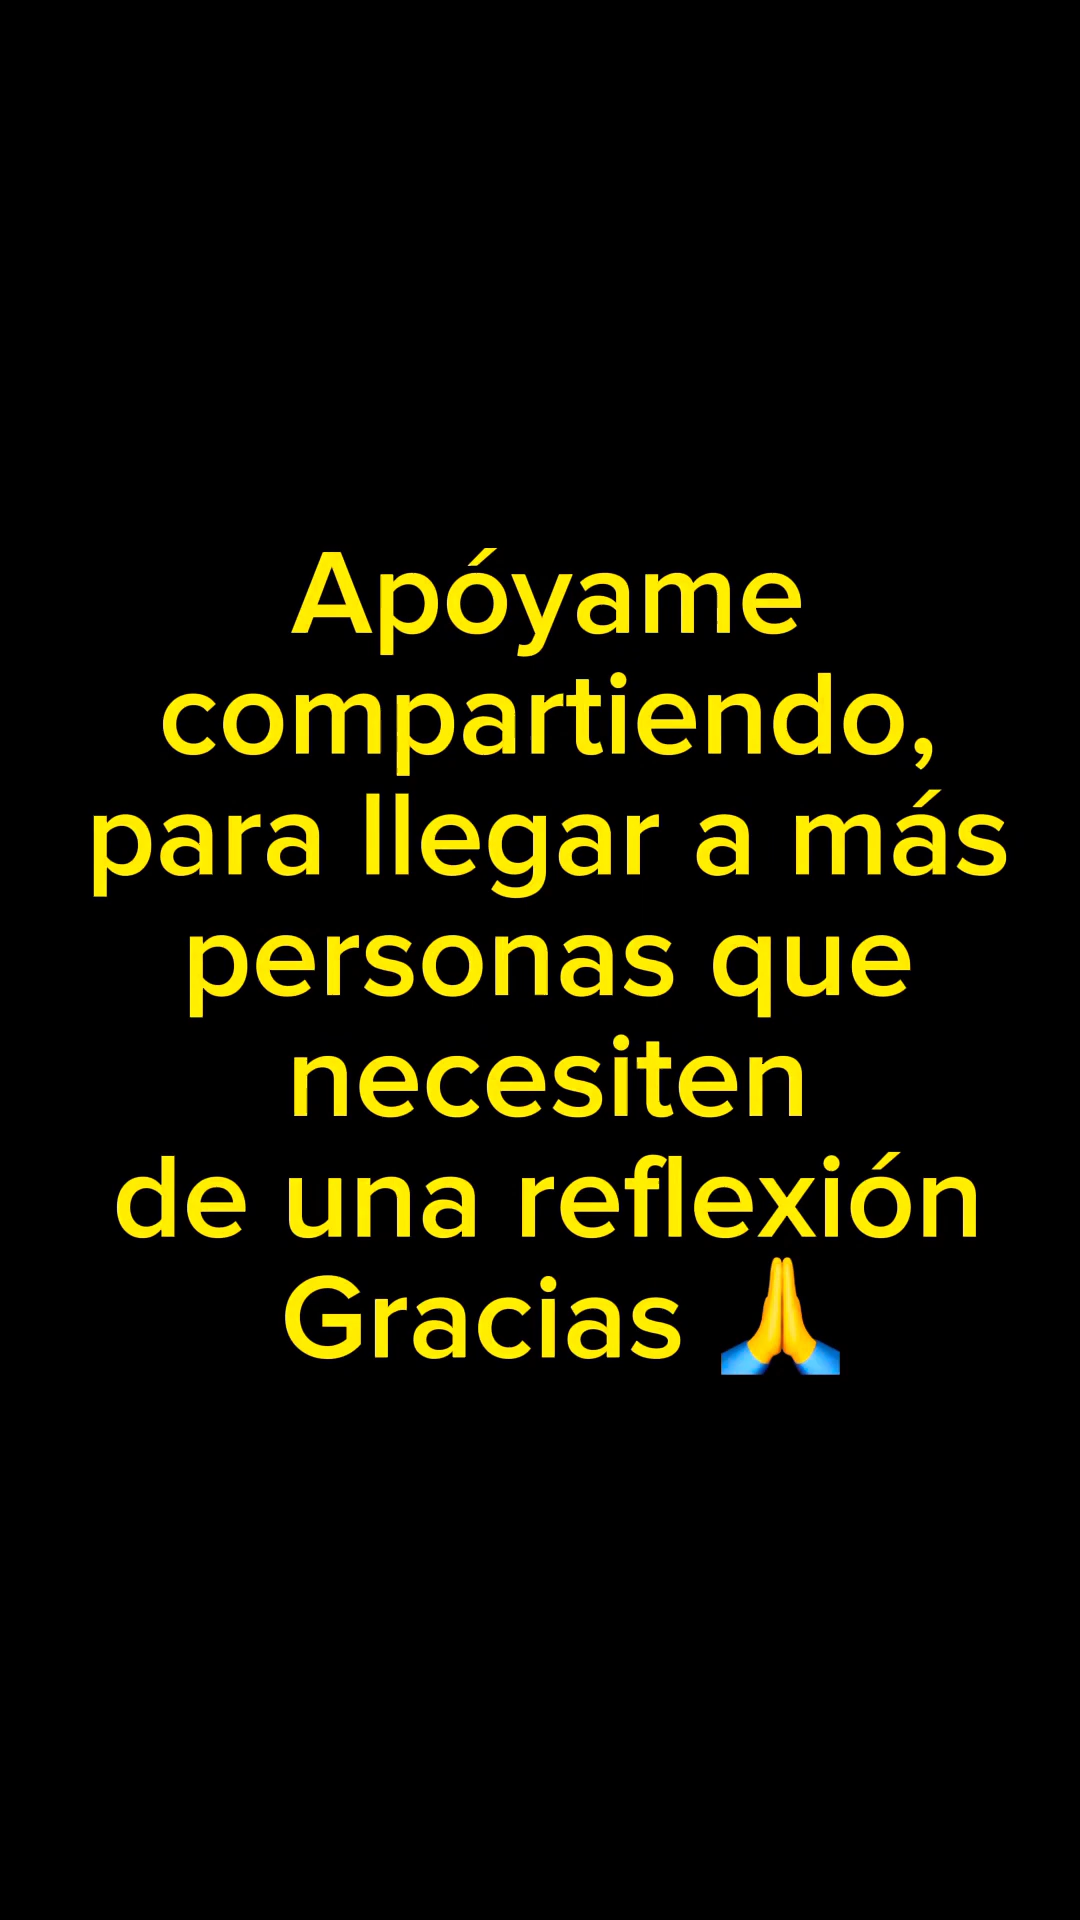 Apóyame
compartiendo,
para llegar a más
personas que
necesiten
de una reflexión
Gracias 🙏